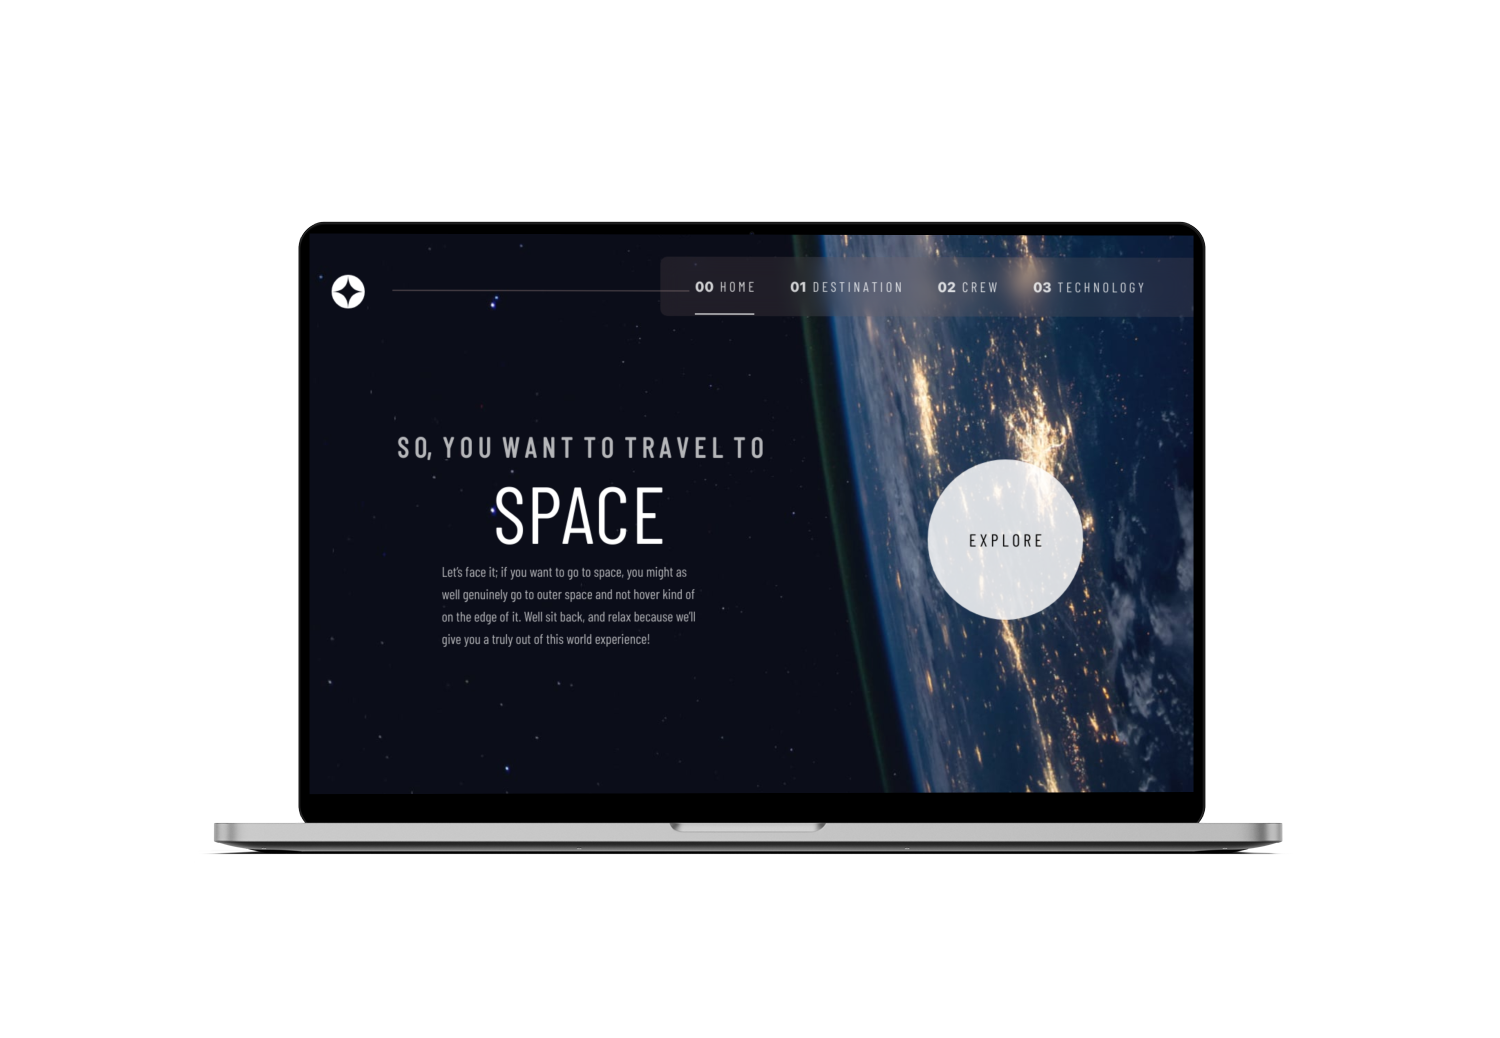 00 HOME 01 DESTINATION 02 CREW 03 TECHNOLOGY
SO, YOU WANT TO TRAVEL TO
SPACE
Let's face it; if you want to go to space, you might as
well genuinely go to outer space and not hover kind of
on the edge of it. Well sit back, and relax because we'll
give you a truly out of this world experience!
EXPLORE